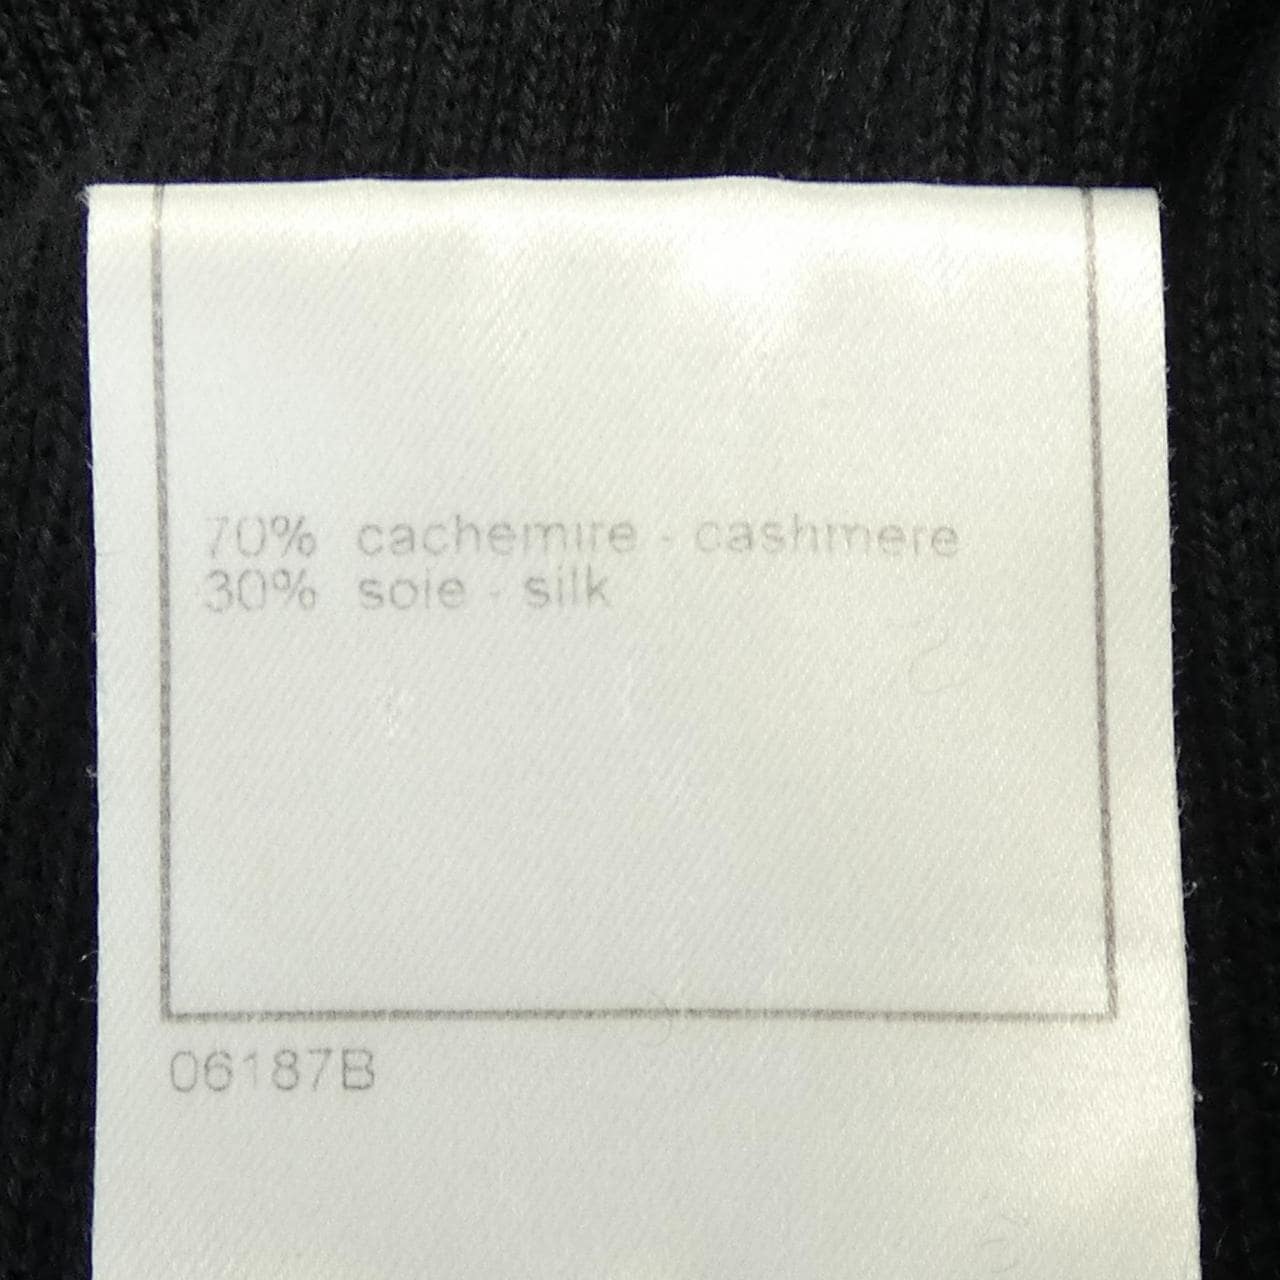 70% cachemire - cashmere
30% soie - silk
06187B